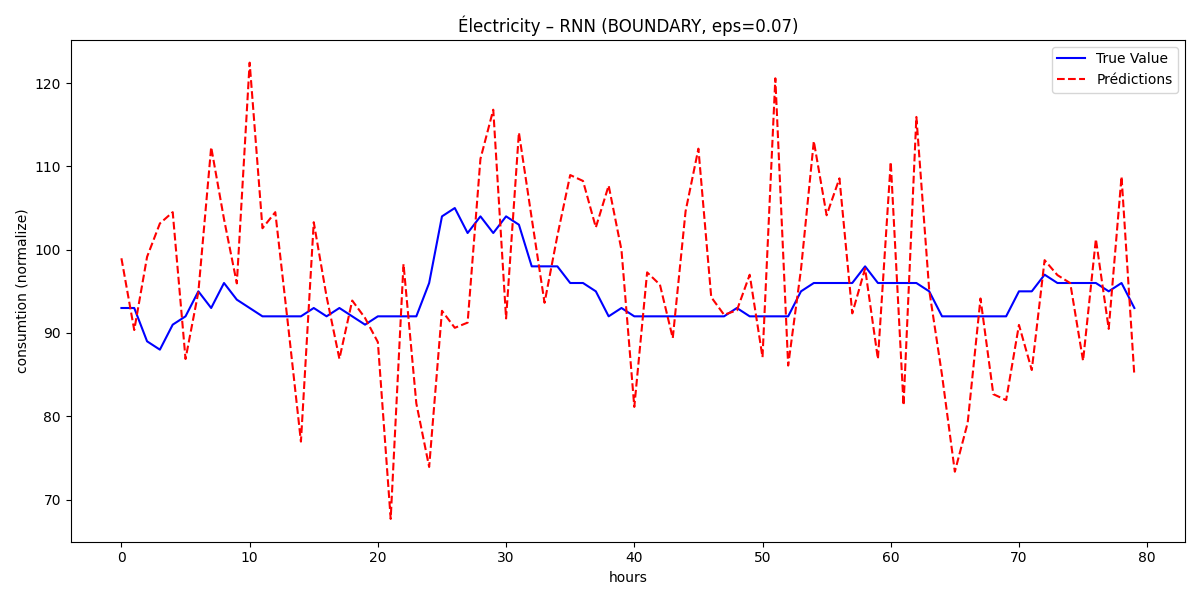 Électricity – RNN (BOUNDARY, eps=0.07)
True Value
Prédictions
120
110
100
90
80
70
consumtion (normalize)
0 10 20 30 40 50 60 70 80
hours